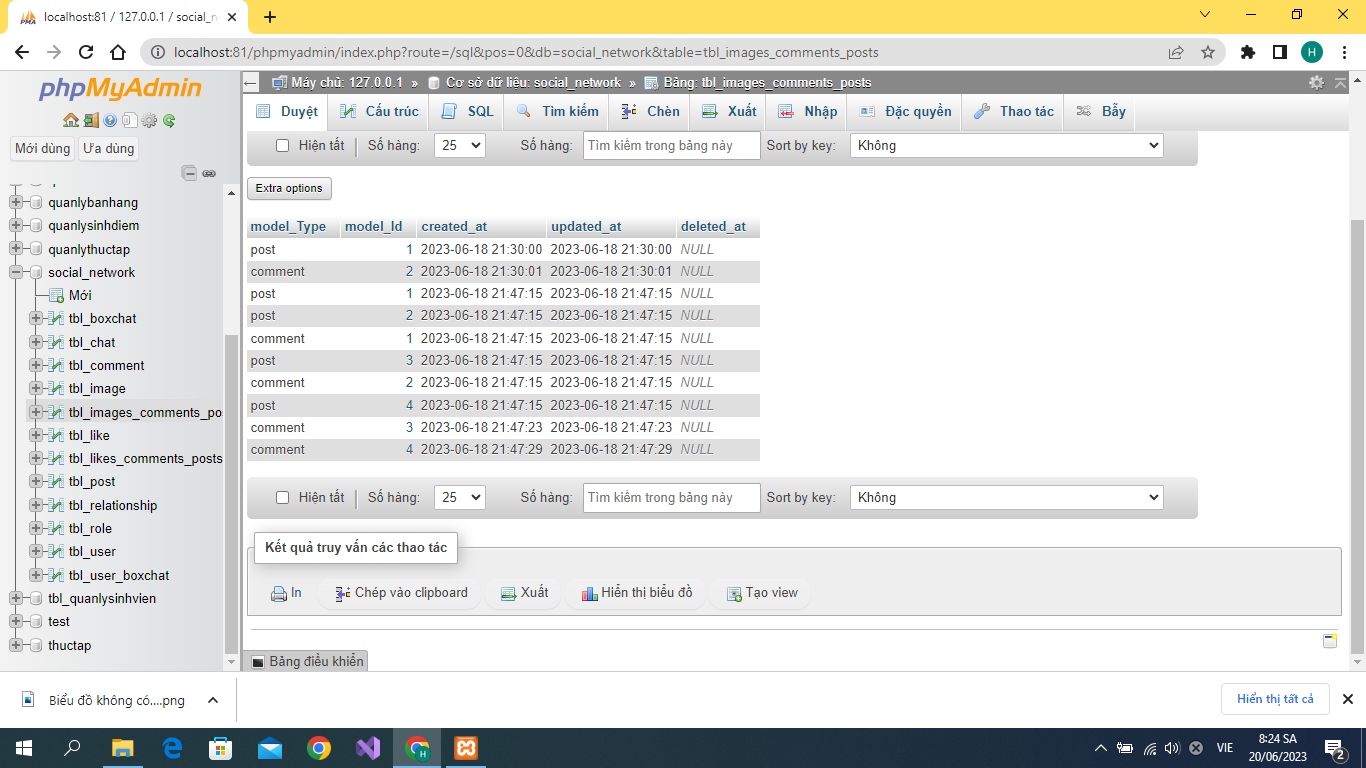 localhost:81 / 127.0.0.1 / social_n
localhost:81/phpmyadmin/index.php?route=/sql&pos=0&db=social_network&table=tbl_images_comments_posts
H
phpMyAdmin
Mới dùng
Ưa dùng
quanlybanhang
quanlysinhdiem
quanlythuctap
social_network
Mới
tbl_boxchat
tbl_chat
tbl_comment
tbl_image
tbl_images_comments_po
tbl_like
tbl_likes_comments_posts
tbl_post
tbl_relationship
tbl_role
tbl_user
tbl_user_boxchat
tbl_quanlysinhvien
test
thuctap
Máy chủ: 127.0.0.1 » Cơ sở dữ liệu: social_network » Bảng: tbl_images_comments_posts
Duyệt Cấu trúc SQL Tìm kiếm Chèn Xuất Nhập Đặc quyền Thao tác Bẫy
Hiện tất Số hàng: 25 Số hàng: Tìm kiếm trong bảng này Sort by key: Không
Extra options
model_Type model_Id created_at updated_at deleted_at
post 1 2023-06-18 21:30:00 2023-06-18 21:30:00 NULL
comment 2 2023-06-18 21:30:01 2023-06-18 21:30:01 NULL
post 1 2023-06-18 21:47:15 2023-06-18 21:47:15 NULL
post 2 2023-06-18 21:47:15 2023-06-18 21:47:15 NULL
comment 1 2023-06-18 21:47:15 2023-06-18 21:47:15 NULL
post 3 2023-06-18 21:47:15 2023-06-18 21:47:15 NULL
comment 2 2023-06-18 21:47:15 2023-06-18 21:47:15 NULL
post 4 2023-06-18 21:47:15 2023-06-18 21:47:15 NULL
comment 3 2023-06-18 21:47:23 2023-06-18 21:47:23 NULL
comment 4 2023-06-18 21:47:29 2023-06-18 21:47:29 NULL
Hiện tất Số hàng: 25 Số hàng: Tìm kiếm trong bảng này Sort by key: Không
Kết quả truy vấn các thao tác
In Chép vào clipboard Xuất Hiển thị biểu đồ Tạo view
Bảng điều khiển
Biểu đồ không có....png
Hiển thị tất cả
VIE
8:24 SA
20/06/2023
2